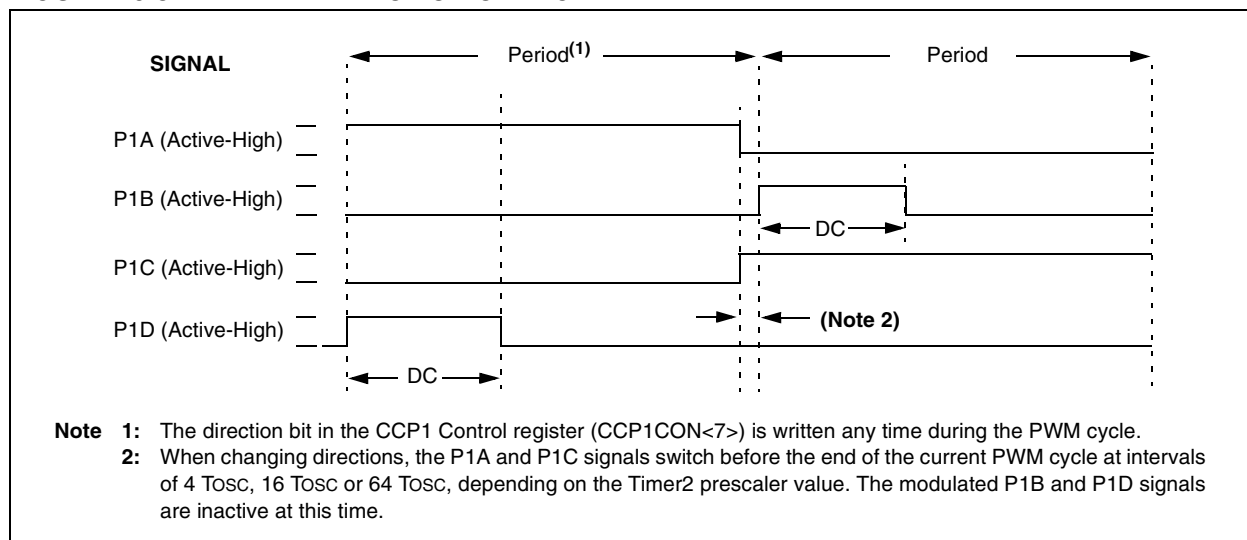 SIGNAL
Period(1)
Period
P1A (Active-High)
P1B (Active-High)
DC
P1C (Active-High)
P1D (Active-High)
(Note 2)
DC
Note 1: The direction bit in the CCP1 Control register (CCP1CON<7>) is written any time during the PWM cycle.
2: When changing directions, the P1A and P1C signals switch before the end of the current PWM cycle at intervals
of 4 TOSC, 16 TOSC or 64 TOSC, depending on the Timer2 prescaler value. The modulated P1B and P1D signals
are inactive at this time.